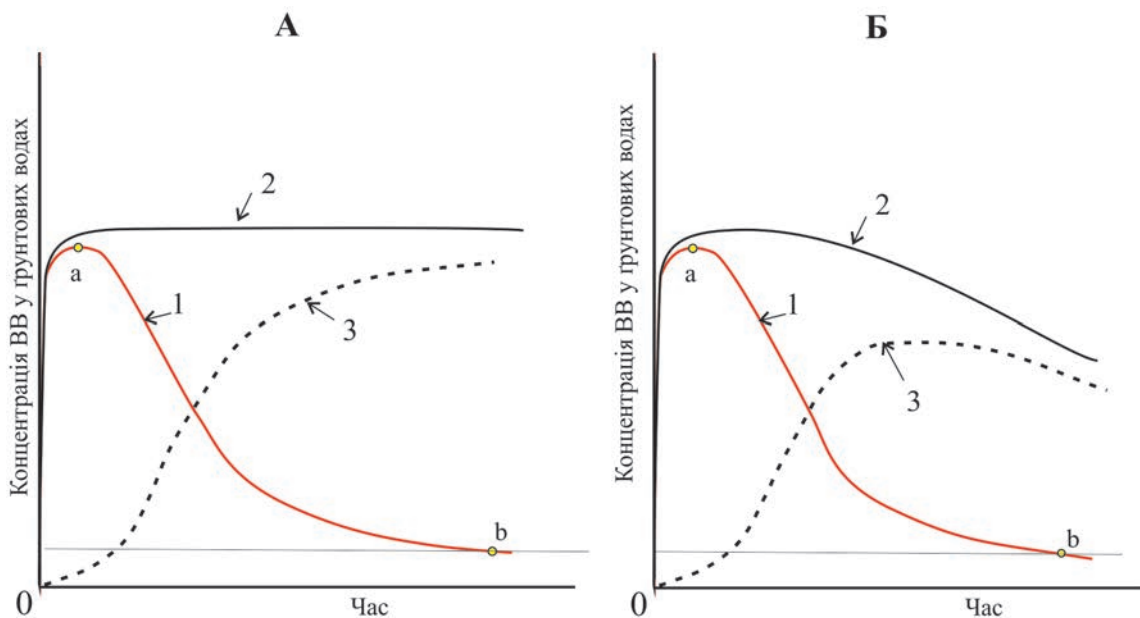 А
Концентрація ВВ у грунтових водах
2
a
1
3
b
0
Час
Б
Концентрація ВВ у грунтових водах
2
a
1
3
b
0
Час